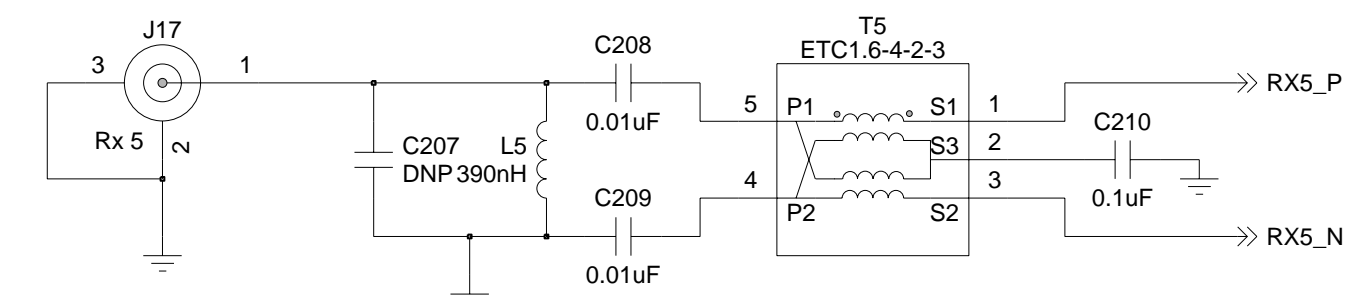 J17
3
1
Rx 5
2
C207
DNP
390nH
L5
C208
0.01uF
C209
0.01uF
T5
ETC1.6-4-2-3
5
P1
S1
1
S3
2
4
P2
S2
3
C210
0.1uF
RX5_P
RX5_N